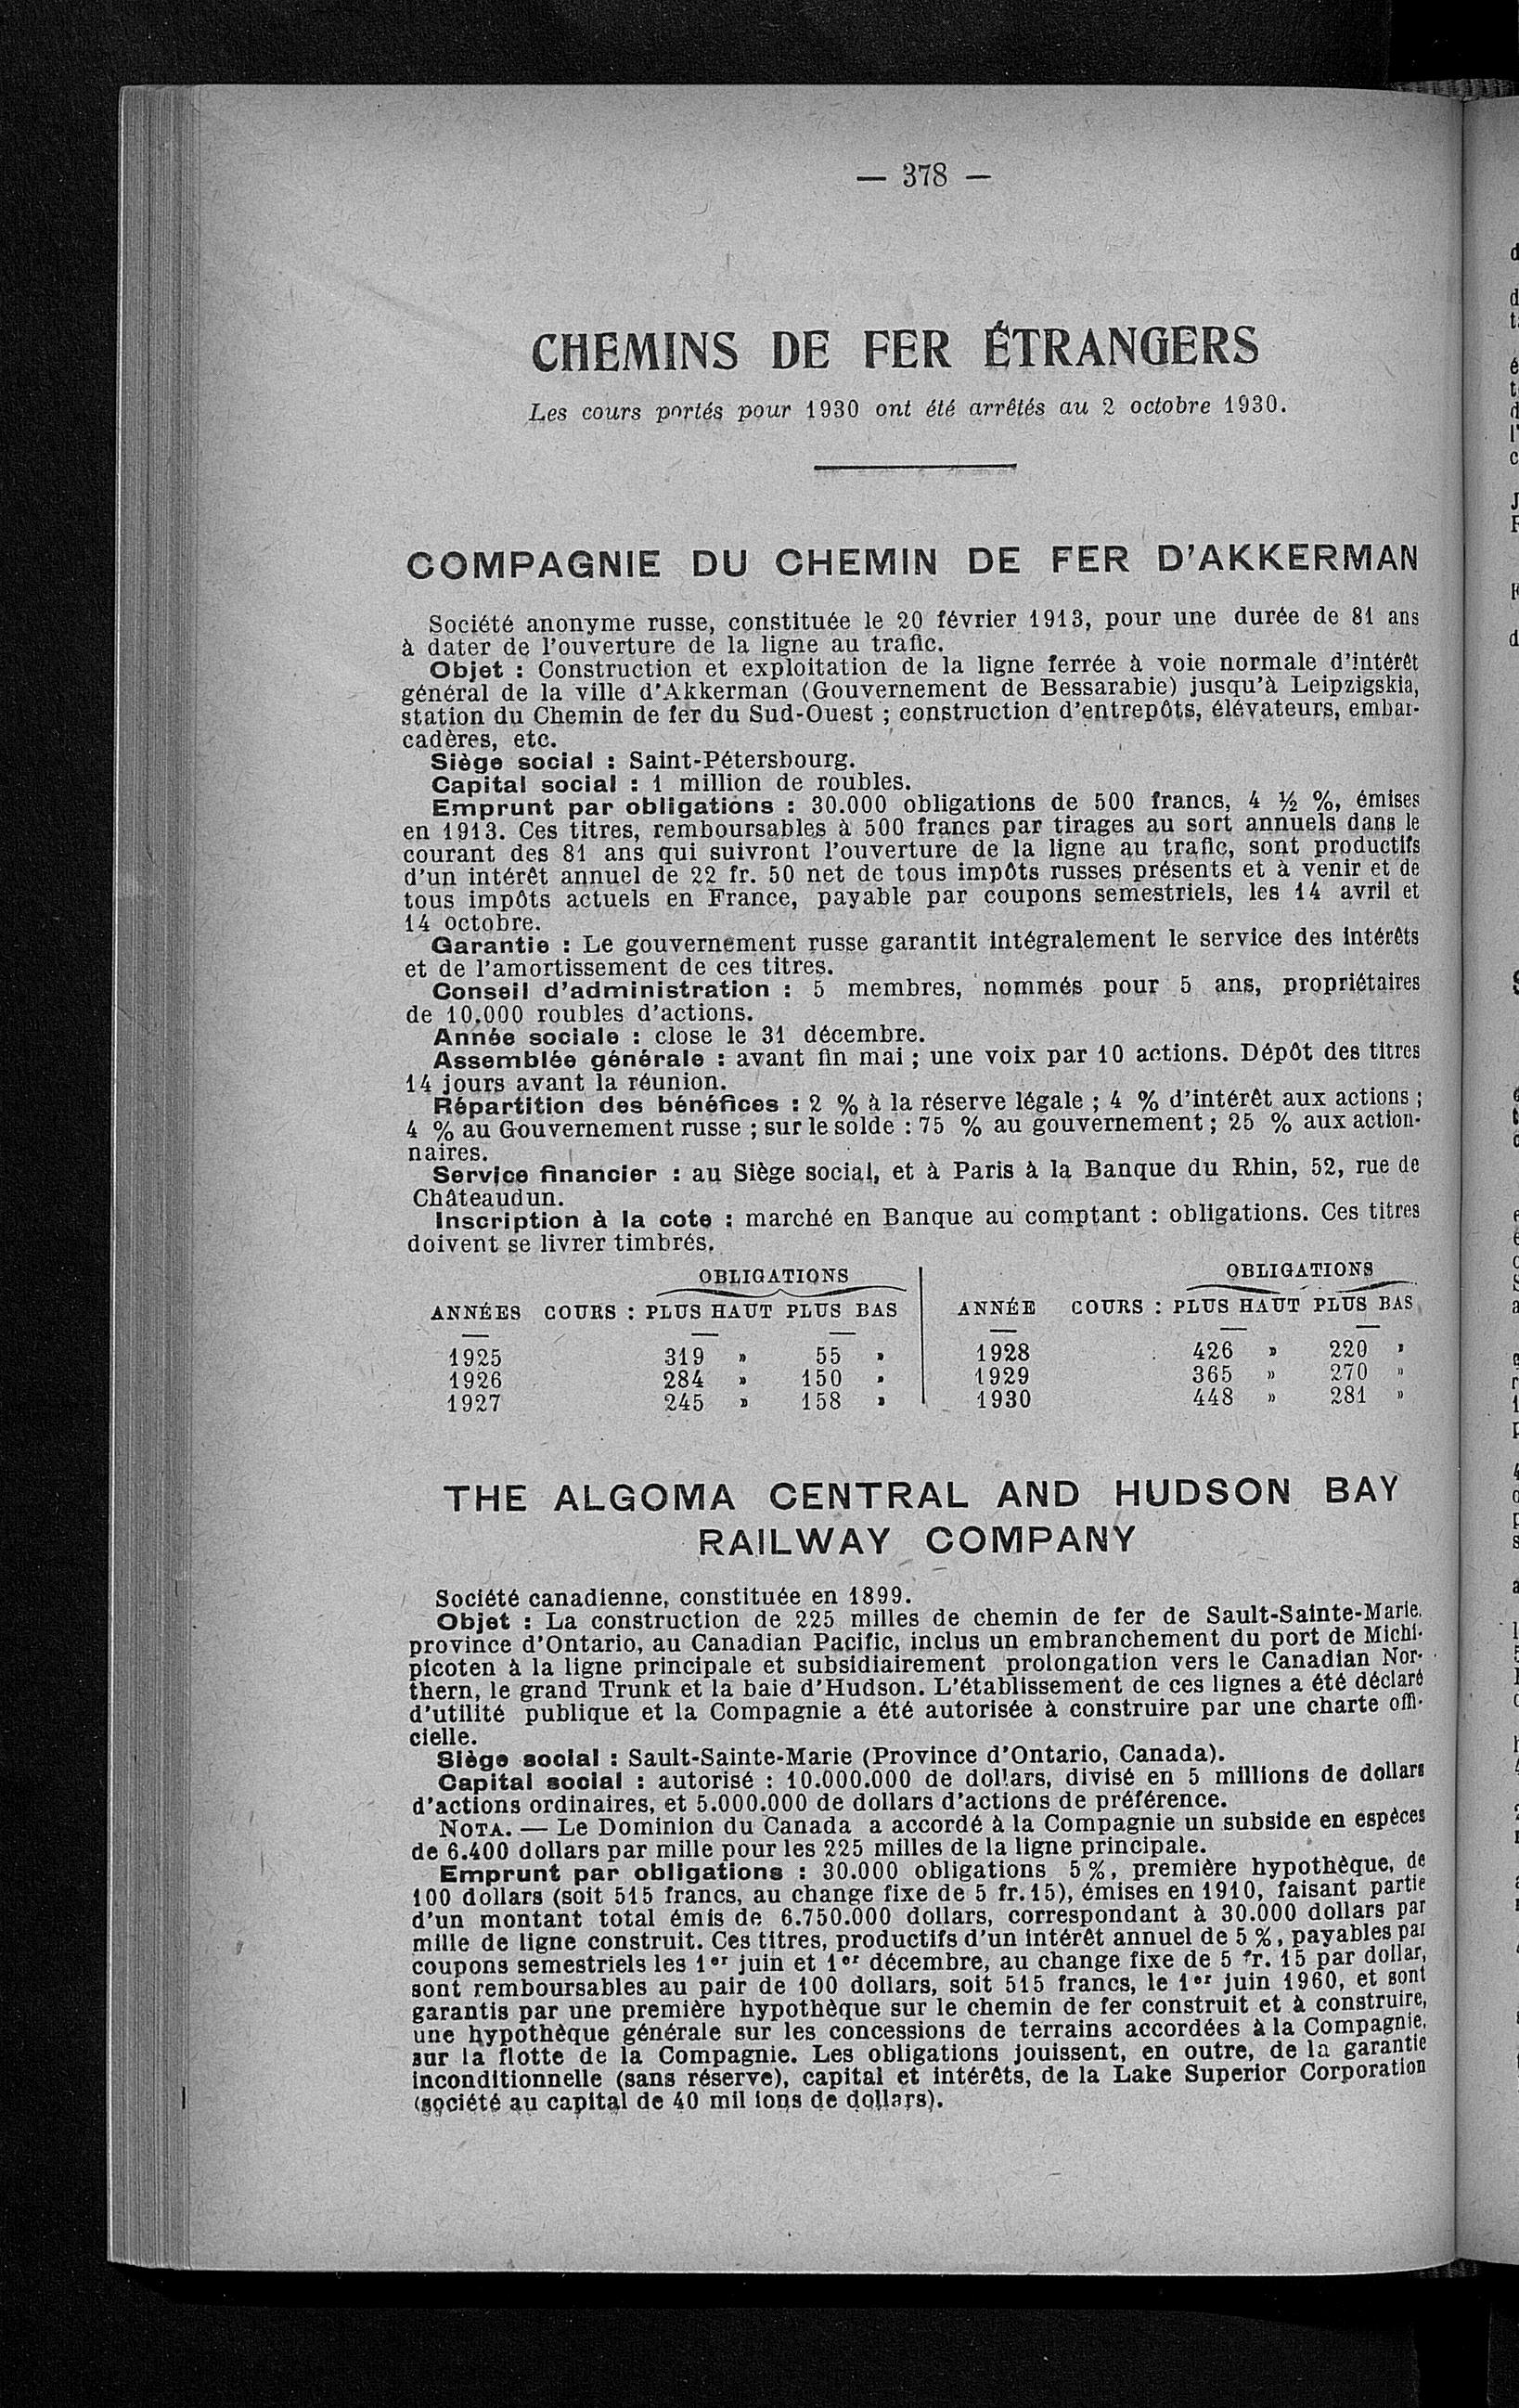 — 378 —
CHEMINS DE FER ÉTRANGERS
Les cours portés pour 1930 ont été arrêtés au 2 octobre 1930.
COMPAGNIE DU CHEMIN DE FER D'AKKERMAN
Société anonyme russe, constituée le 20 février 1913, pour une durée de 81 ans
à dater de l'ouverture de la ligne au trafic.
Objet : Construction et exploitation de la ligne ferrée à voie normale d'intérêt
général de la ville d'Akkerman (Gouvernement de Bessarabie) jusqu'à Leipzigskia,
station du Chemin de fer du Sud-Ouest ; construction d'entrepôts, élévateurs, embar-
cadères, etc.
Siège social : Saint-Pétersbourg.
Capital social : 1 million de roubles.
Emprunt par obligations : 30.000 obligations de 500 francs, 4 ½ %, émises
en 1913. Ces titres, remboursables à 500 francs par tirages au sort annuels dans le
courant des 81 ans qui suivront l'ouverture de la ligne au trafic, sont productifs
d'un intérêt annuel de 22 fr. 50 net de tous impôts russes présents et à venir et de
tous impôts actuels en France, payable par coupons semestriels, les 14 avril et
14 octobre.
Garantie : Le gouvernement russe garantit intégralement le service des intérêts
et de l'amortissement de ces titres.
Conseil d'administration : 5 membres, nommés pour 5 ans, propriétaires
de 10.000 roubles d'actions.
Année sociale : close le 31 décembre.
Assemblée générale : avant fin mai ; une voix par 10 actions. Dépôt des titres
14 jours avant la réunion.
Répartition des bénéfices : 2 % à la réserve légale ; 4 % d'intérêt aux actions ;
4 % au Gouvernement russe ; sur le solde : 75 % au gouvernement ; 25 % aux action-
naires.
Service financier : au Siège social, et à Paris à la Banque du Rhin, 52, rue de
Châteaudun.
Inscription à la cote : marché en Banque au comptant : obligations. Ces titres
doivent se livrer timbrés.
OBLIGATIONS OBLIGATIONS
ANNÉES COURS : PLUS HAUT PLUS BAS ANNÉE COURS : PLUS HAUT PLUS BAS
1925 319 » 55 » 1928 426 » 220 »
1926 284 » 150 » 1929 365 » 270 »
1927 245 » 158 » 1930 448 » 281 »
THE ALGOMA CENTRAL AND HUDSON BAY
RAILWAY COMPANY
Société canadienne, constituée en 1899.
Objet : La construction de 225 milles de chemin de fer de Sault-Sainte-Marie,
province d'Ontario, au Canadian Pacific, inclus un embranchement du port de Michi-
picoten à la ligne principale et subsidiairement prolongation vers le Canadian Nor-
thern, le grand Trunk et la baie d'Hudson. L'établissement de ces lignes a été déclaré
d'utilité publique et la Compagnie a été autorisée à construire par une charte offi-
cielle.
Siège social : Sault-Sainte-Marie (Province d'Ontario, Canada).
Capital social : autorisé : 10.000.000 de dollars, divisé en 5 millions de dollars
d'actions ordinaires, et 5.000.000 de dollars d'actions de préférence.
NOTA. — Le Dominion du Canada a accordé à la Compagnie un subside en espèces
de 6.400 dollars par mille pour les 225 milles de la ligne principale.
Emprunt par obligations : 30.000 obligations 5 %, première hypothèque, de
100 dollars (soit 515 francs, au change fixe de 5 fr. 15), émises en 1910, faisant partie
d'un montant total émis de 6.750.000 dollars, correspondant à 30.000 dollars par
mille de ligne construit. Ces titres, productifs d'un intérêt annuel de 5 %, payables par
coupons semestriels les 1er juin et 1er décembre, au change fixe de 5 fr. 15 par dollar,
sont remboursables au pair de 100 dollars, soit 515 francs, le 1er juin 1960, et sont
garantis par une première hypothèque sur le chemin de fer construit et à construire,
une hypothèque générale sur les concessions de terrains accordées à la Compagnie,
sur la flotte de la Compagnie. Les obligations jouissent, en outre, de la garantie
inconditionnelle (sans réserve), capital et intérêts, de la Lake Superior Corporation
(société au capital de 40 mil ions de dollars).